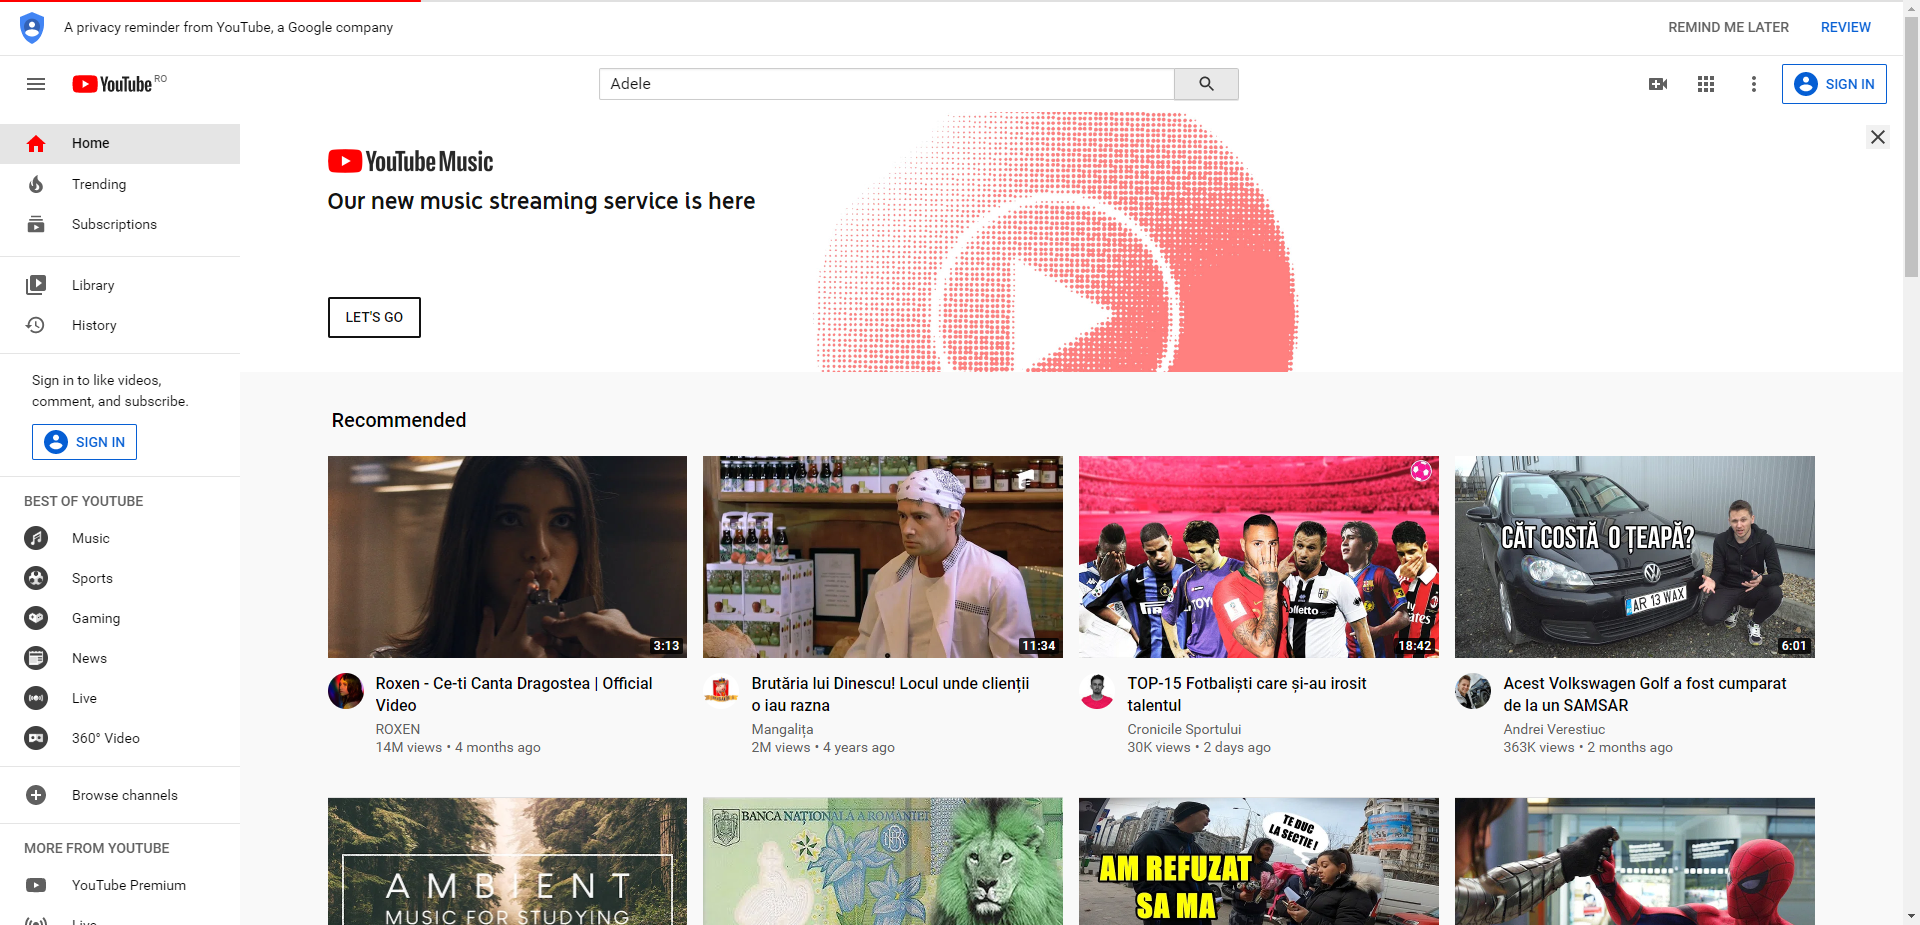 A privacy reminder from YouTube, a Google company
REMIND ME LATER
REVIEW
YouTube RO
Adele
SIGN IN
Home
Trending
Subscriptions
Library
History
Sign in to like videos,
comment, and subscribe.
SIGN IN
BEST OF YOUTUBE
Music
Sports
Gaming
News
Live
360° Video
Browse channels
MORE FROM YOUTUBE
YouTube Premium
Live
YouTube Music
Our new music streaming service is here
LET'S GO
Recommended
3:13
Roxen - Ce-ti Canta Dragostea | Official
Video
ROXEN
14M views • 4 months ago
11:34
Brutăria lui Dinescu! Locul unde clienții
o iau razna
Mangalița
2M views • 4 years ago
18:42
TOP-15 Fotbaliști care și-au irosit
talentul
Cronicile Sportului
30K views • 2 days ago
CĂT COSTĂ O ȚEAPĂ?
AR 13 WAX
6:01
Acest Volkswagen Golf a fost cumparat
de la un SAMSAR
Andrei Verestiuc
363K views • 2 months ago
AMBIENT
MUSIC FOR STUDYING
BANCA NAȚIONALĂ A ROMÂNIEI
TE DUC
LA SECTIE !
AM REFUZAT
SA MA